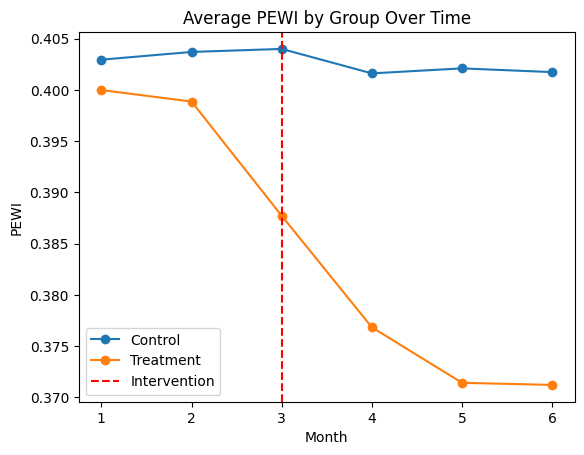 Average PEWI by Group Over Time
0.405
0.400
0.395
0.390
0.385
0.380
0.375
0.370
PEWI
Control
Treatment
Intervention
1 2 3 4 5 6
Month